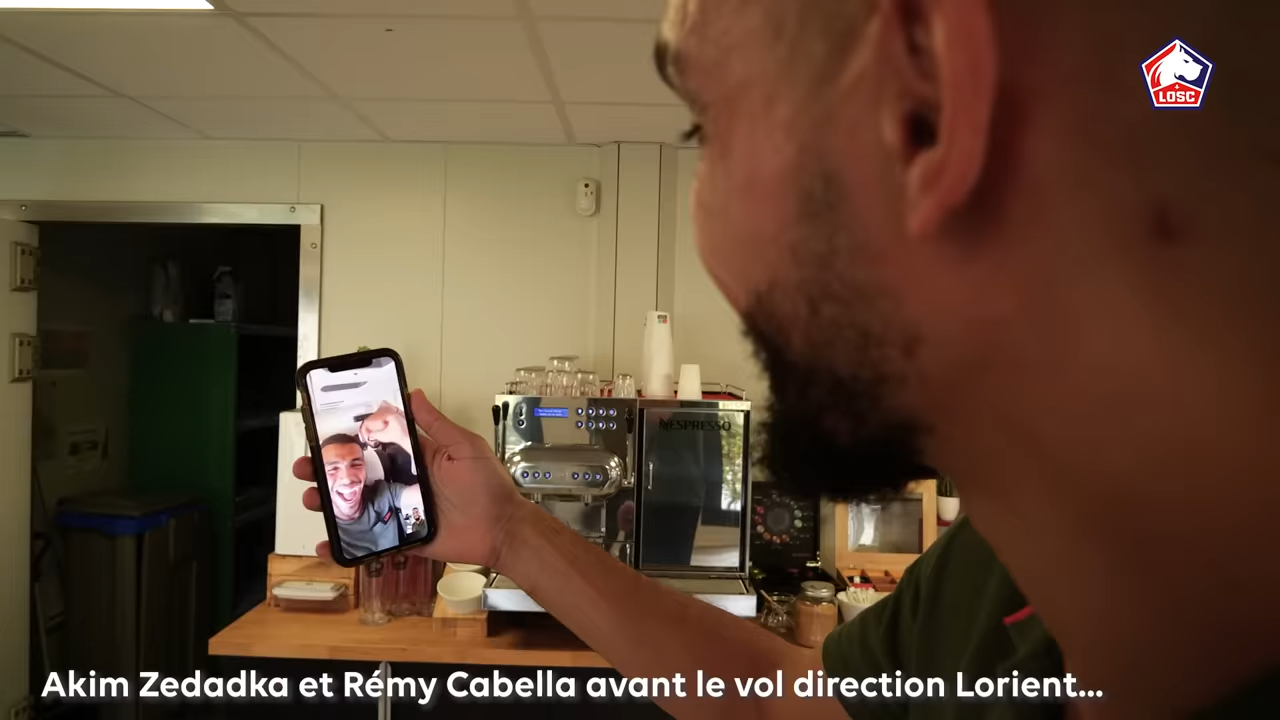 LOSC
NESPRESSO
Akim Zedadka et Rémy Cabella avant le vol direction Lorient...